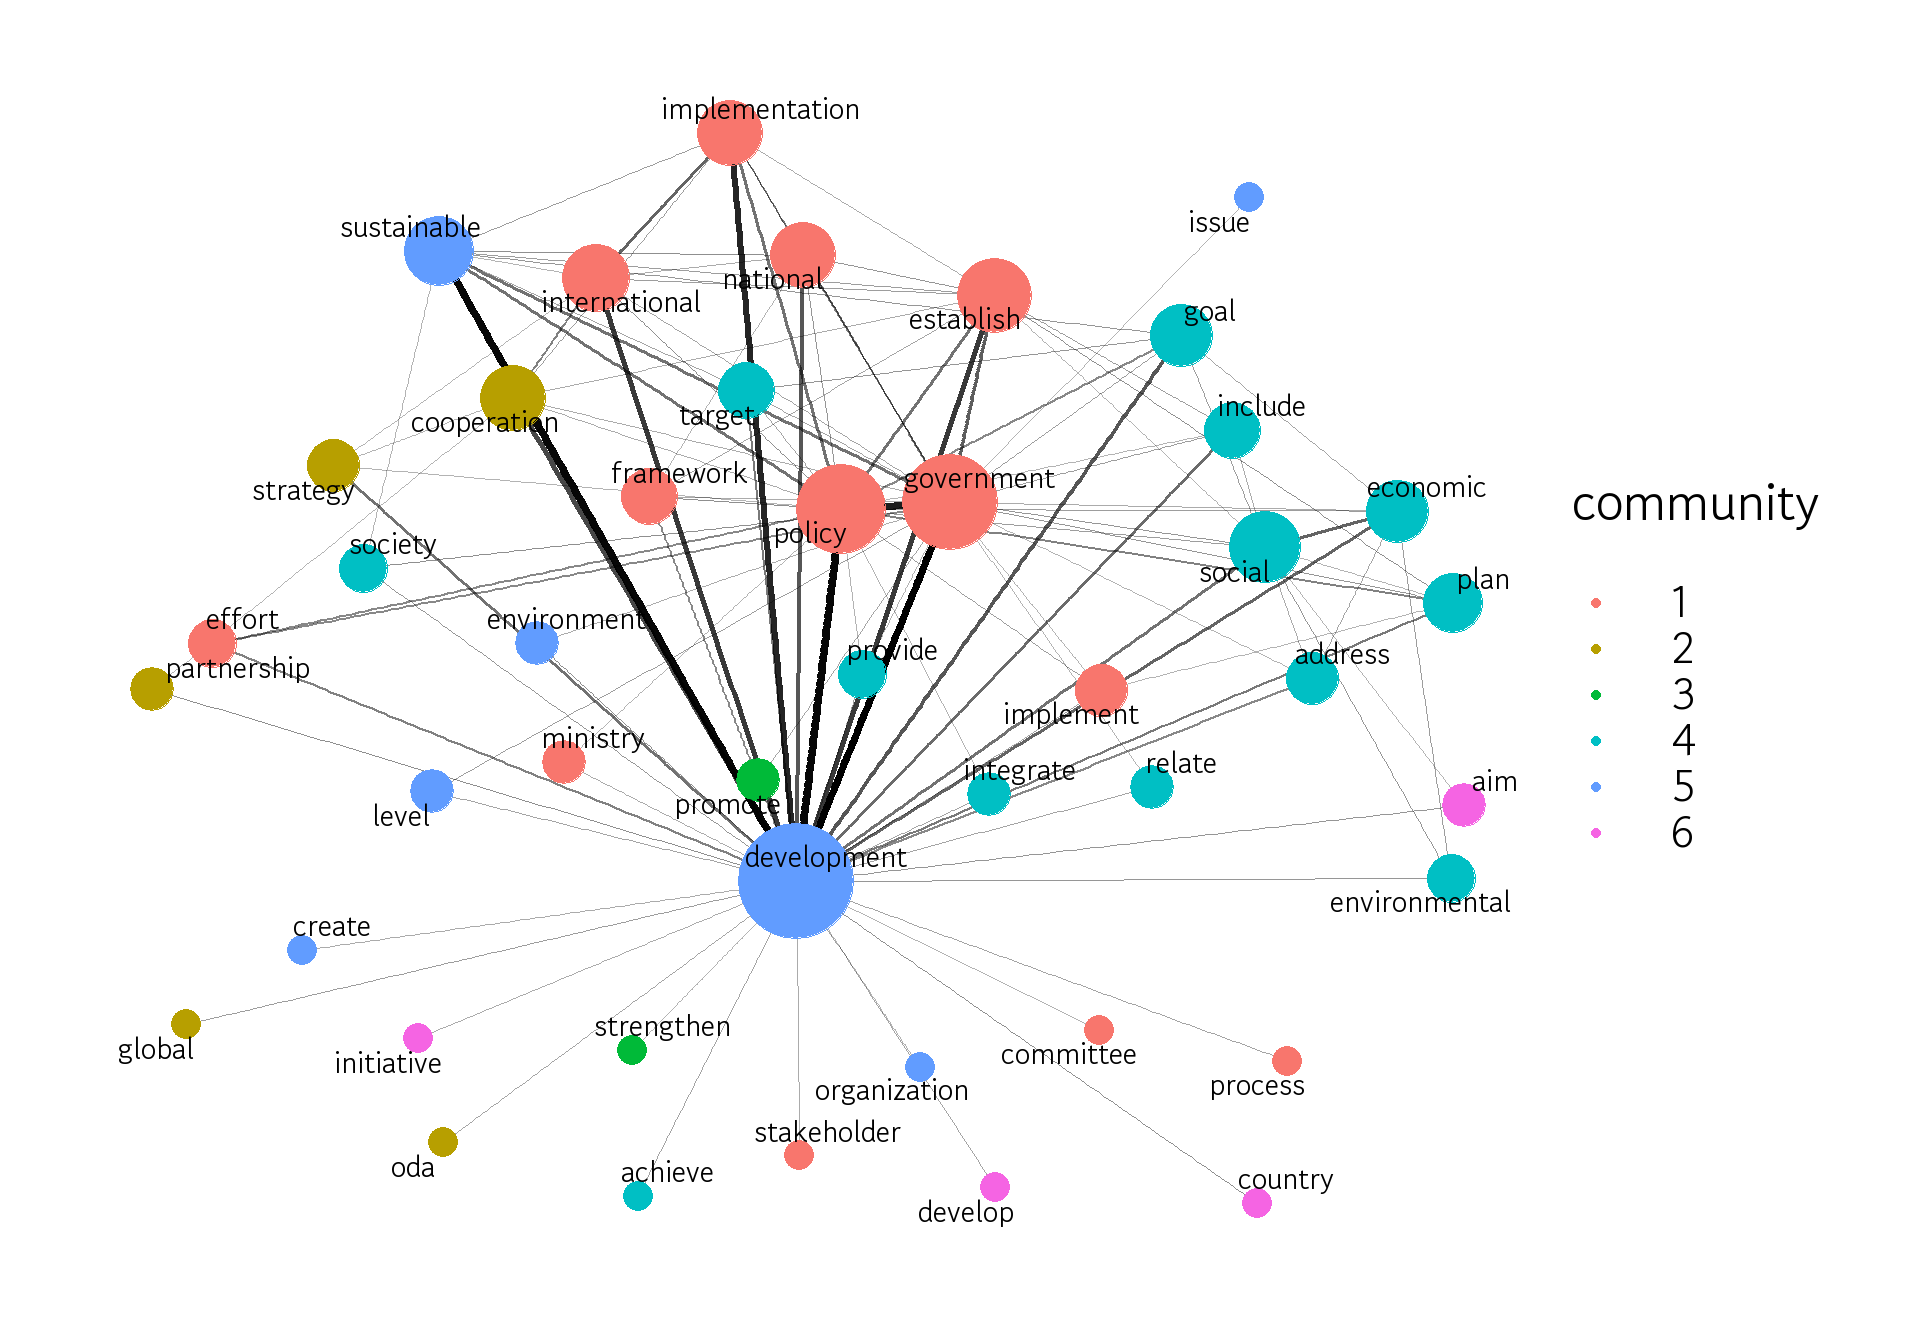 implementation
sustainable
issue
national
international
goal
establish
include
target
cooperation
framework
government
economic
strategy
policy
society
social
plan
effort
environment
provide
address
partnership
implement
ministry
relate
integrate
aim
promote
level
development
environmental
create
strengthen
global
initiative
committee
organization
process
stakeholder
oda
achieve
country
develop
community
1
2
3
4
5
6